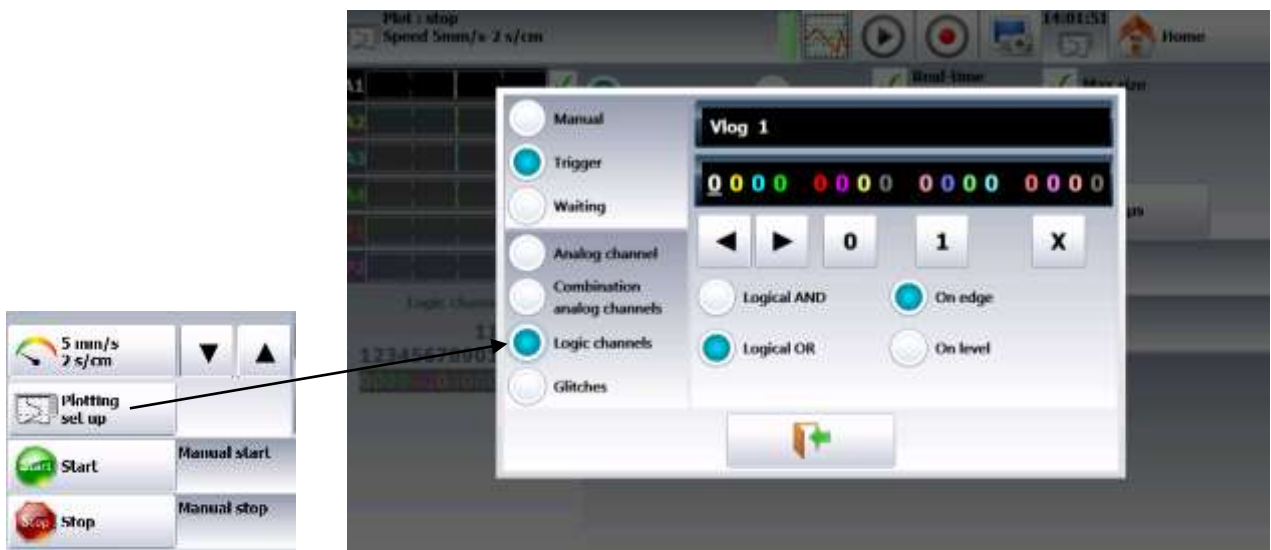 Plot : stop
Speed 5mm/s 2 s/cm
14:01:51
Home
A1
Real-time
Max size
A2
A3
A4
Manual
Trigger
Waiting
Analog channel
Combination
analog channels
Logic channels
Glitches
Vlog 1
0 0 0 0 0 0 0 0 0 0 0 0 0 0 0 0
0
1
X
Logical AND
On edge
Logical OR
On level
5 mm/s
2 s/cm
Plotting
set up
Start
Manual start
Stop
Manual stop